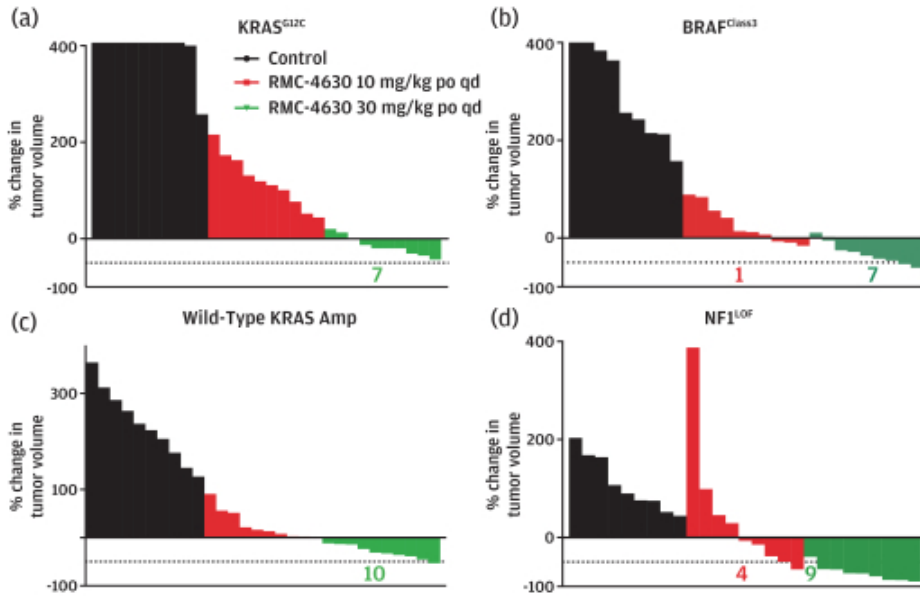 (a)
KRASG12C
400
200
0
-100
% change in
tumor volume
Control
RMC-4630 10 mg/kg po qd
RMC-4630 30 mg/kg po qd
7
(b)
BRAFClass3
400
200
0
-100
% change in
tumor volume
1
7
(c)
Wild-Type KRAS Amp
300
100
-100
% change in
tumor volume
10
(d)
NF1LOF
400
200
0
-100
% change in
tumor volume
4
9